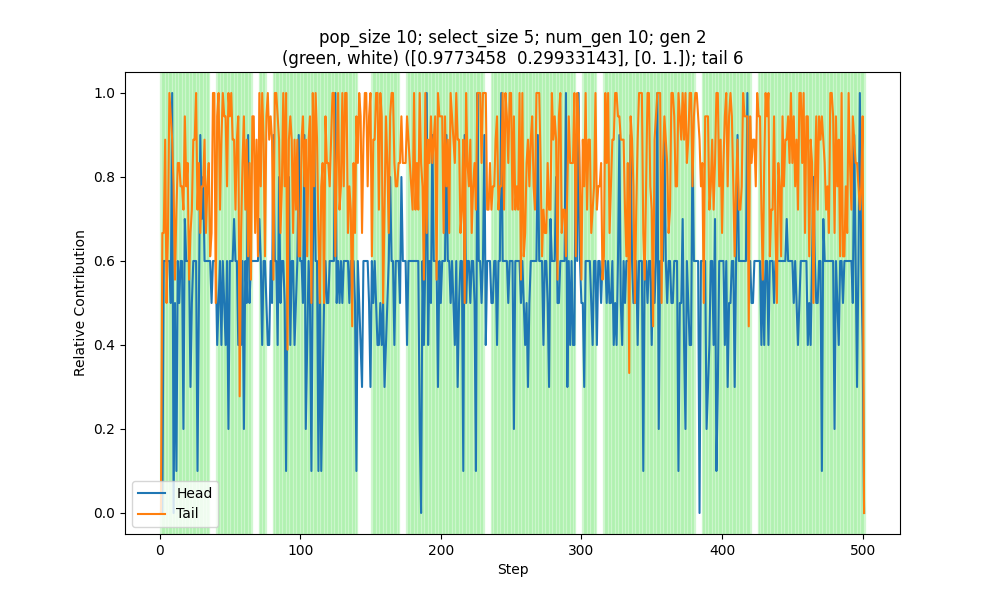 pop_size 10; select_size 5; num_gen 10; gen 2
(green, white) ([0.9773458  0.29933143], [0. 1.]); tail 6
Relative Contribution
1.0
0.8
0.6
0.4
0.2
0.0
Head
Tail
0 100 200 300 400 500
Step